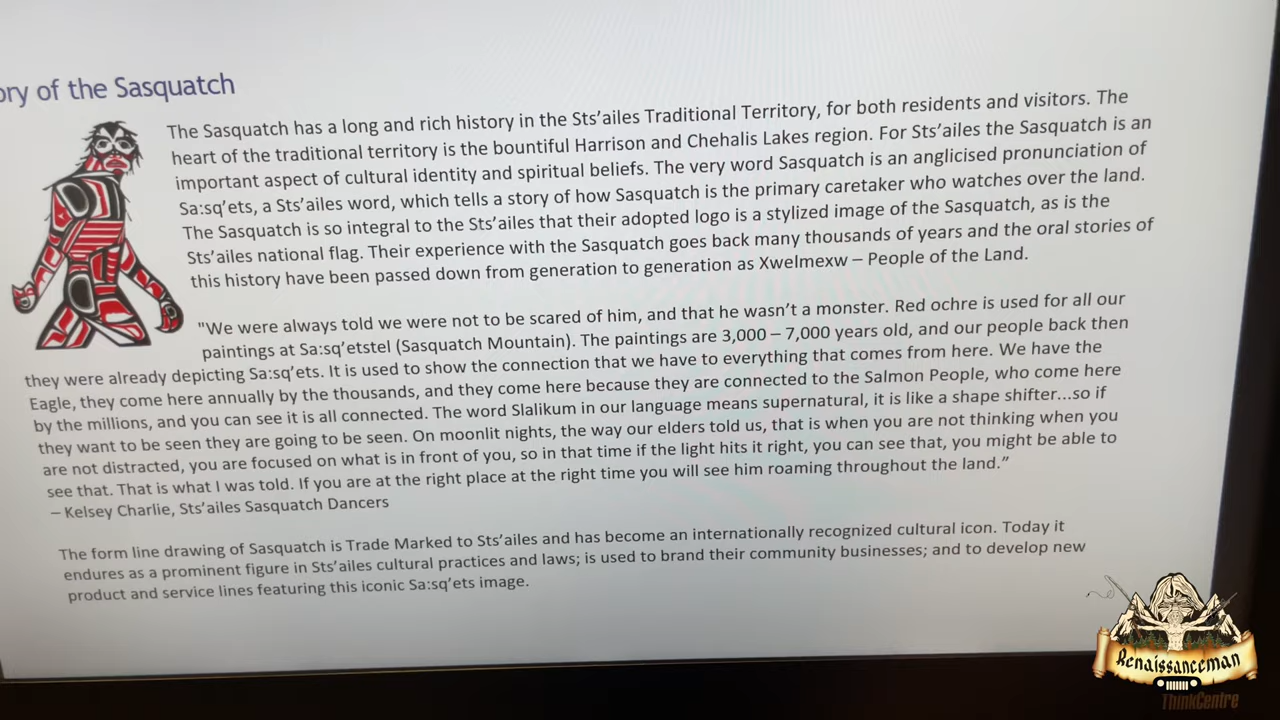 ory of the Sasquatch
The Sasquatch has a long and rich history in the Sts'ailes Traditional Territory, for both residents and visitors. The
heart of the traditional territory is the bountiful Harrison and Chehalis Lakes region. For Sts'ailes the Sasquatch is an
important aspect of cultural identity and spiritual beliefs. The very word Sasquatch is an anglicised pronunciation of
Sa:sq'ets, a Sts'ailes word, which tells a story of how Sasquatch is the primary caretaker who watches over the land.
The Sasquatch is so integral to the Sts'ailes that their adopted logo is a stylized image of the Sasquatch, as is the
Sts'ailes national flag. Their experience with the Sasquatch goes back many thousands of years and the oral stories of
this history have been passed down from generation to generation as Xwelmexw – People of the Land.
"We were always told we were not to be scared of him, and that he wasn't a monster. Red ochre is used for all our
paintings at Sa:sq'etstel (Sasquatch Mountain). The paintings are 3,000 – 7,000 years old, and our people back then
they were already depicting Sa:sq'ets. It is used to show the connection that we have to everything that comes from here. We have the
Eagle, they come here annually by the thousands, and they come here because they are connected to the Salmon People, who come here
by the millions, and you can see it is all connected. The word Slalikum in our language means supernatural, it is like a shape shifter...so if
they want to be seen they are going to be seen. On moonlit nights, the way our elders told us, that is when you are not thinking when you
are not distracted, you are focused on what is in front of you, so in that time if the light hits it right, you can see that, you might be able to
see that. That is what I was told. If you are at the right place at the right time you will see him roaming throughout the land."
– Kelsey Charlie, Sts'ailes Sasquatch Dancers
The form line drawing of Sasquatch is Trade Marked to Sts'ailes and has become an internationally recognized cultural icon. Today it
endures as a prominent figure in Sts'ailes cultural practices and laws; is used to brand their community businesses; and to develop new
product and service lines featuring this iconic Sa:sq'ets image.
Renaissanceman
ThinkCentre